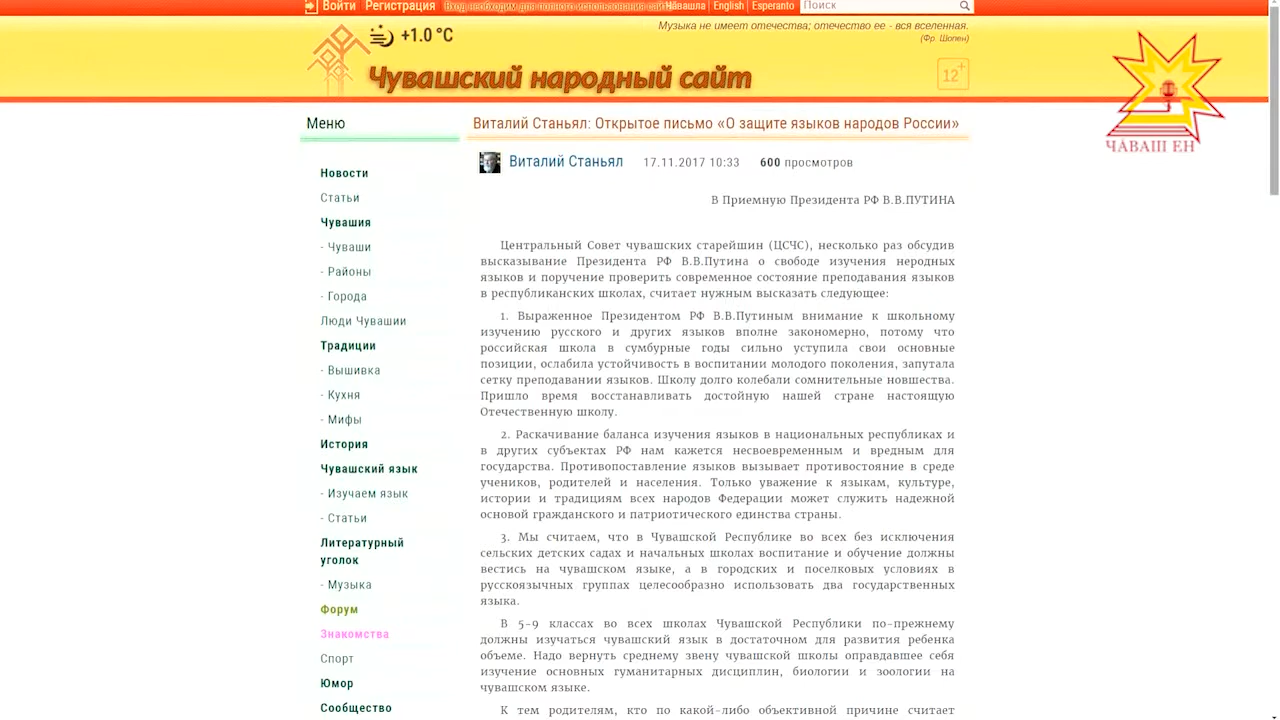 Войти Регистрация Вход необходим для полного использования сайта Чӑвашла | English | Esperanto Поиск
Музыка не имеет отечества; отечество ее - вся вселенная.
(Фр. Шопен)
+1.0 °C
Чувашский народный сайт
12+
ЧӐВАШ ЕН
Меню
Новости
Статьи
Чувашия
- Чуваши
- Районы
- Города
Люди Чувашии
Традиции
- Вышивка
- Кухня
- Мифы
История
Чувашский язык
- Изучаем язык
- Статьи
Литературный
уголок
- Музыка
Форум
Знакомства
Спорт
Юмор
Сообщество
Виталий Станьял: Открытое письмо «О защите языков народов России»
Виталий Станьял 17.11.2017 10:33 600 просмотров
В Приемную Президента РФ В.В.ПУТИНА
Центральный Совет чувашских старейшин (ЦСЧС), несколько раз обсудив
высказывание Президента РФ В.В.Путина о свободе изучения неродных
языков и поручение проверить современное состояние преподавания языков
в республиканских школах, считает нужным высказать следующее:
1. Выраженное Президентом РФ В.В.Путиным внимание к школьному
изучению русского и других языков вполне закономерно, потому что
российская школа в сумбурные годы сильно уступила свои основные
позиции, ослабила устойчивость в воспитании молодого поколения, запутала
сетку преподавании языков. Школу долго колебали сомнительные новшества.
Пришло время восстанавливать достойную нашей стране настоящую
Отечественную школу.
2. Раскачивание баланса изучения языков в национальных республиках и
в других субъектах РФ нам кажется несвоевременным и вредным для
государства. Противопоставление языков вызывает противостояние в среде
учеников, родителей и населения. Только уважение к языкам, культуре,
истории и традициям всех народов Федерации может служить надежной
основой гражданского и патриотического единства страны.
3. Мы считаем, что в Чувашской Республике во всех без исключения
сельских детских садах и начальных школах воспитание и обучение должны
вестись на чувашском языке, а в городских и поселковых условиях в
русскоязычных группах целесообразно использовать два государственных
языка.
В 5-9 классах во всех школах Чувашской Республики по-прежнему
должны изучаться чувашский язык в достаточном для развития ребенка
объеме. Надо вернуть среднему звену чувашской школы оправдавшее себя
изучение основных гуманитарных дисциплин, биологии и зоологии на
чувашском языке.
К тем родителям, кто по какой-либо объективной причине считает